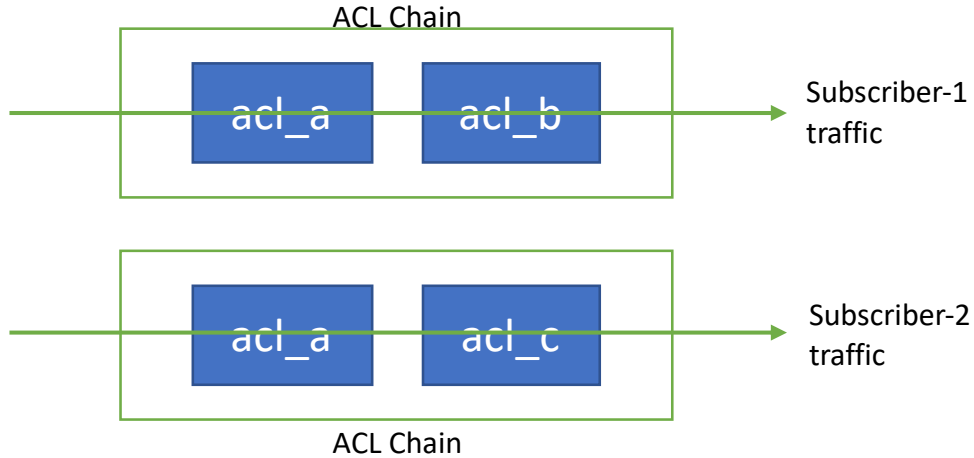 ACL Chain
acl_a
acl_b
Subscriber-1
traffic
acl_a
acl_c
Subscriber-2
traffic
ACL Chain